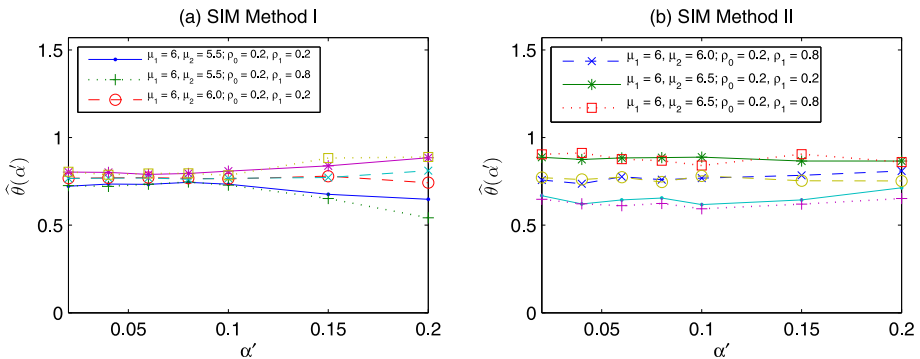 (a) SIM Method I
μ₁ = 6, μ₂ = 5.5; ρ₀ = 0.2, ρ₁ = 0.2
μ₁ = 6, μ₂ = 5.5; ρ₀ = 0.2, ρ₁ = 0.8
μ₁ = 6, μ₂ = 6.0; ρ₀ = 0.2, ρ₁ = 0.2
1.5
1
0.5
0
θ̂(α′)
0.05 0.1 0.15 0.2
α′
(b) SIM Method II
μ₁ = 6, μ₂ = 6.0; ρ₀ = 0.2, ρ₁ = 0.8
μ₁ = 6, μ₂ = 6.5; ρ₀ = 0.2, ρ₁ = 0.2
μ₁ = 6, μ₂ = 6.5; ρ₀ = 0.2, ρ₁ = 0.8
1.5
1
0.5
0
θ̂(α′)
0.05 0.1 0.15 0.2
α′